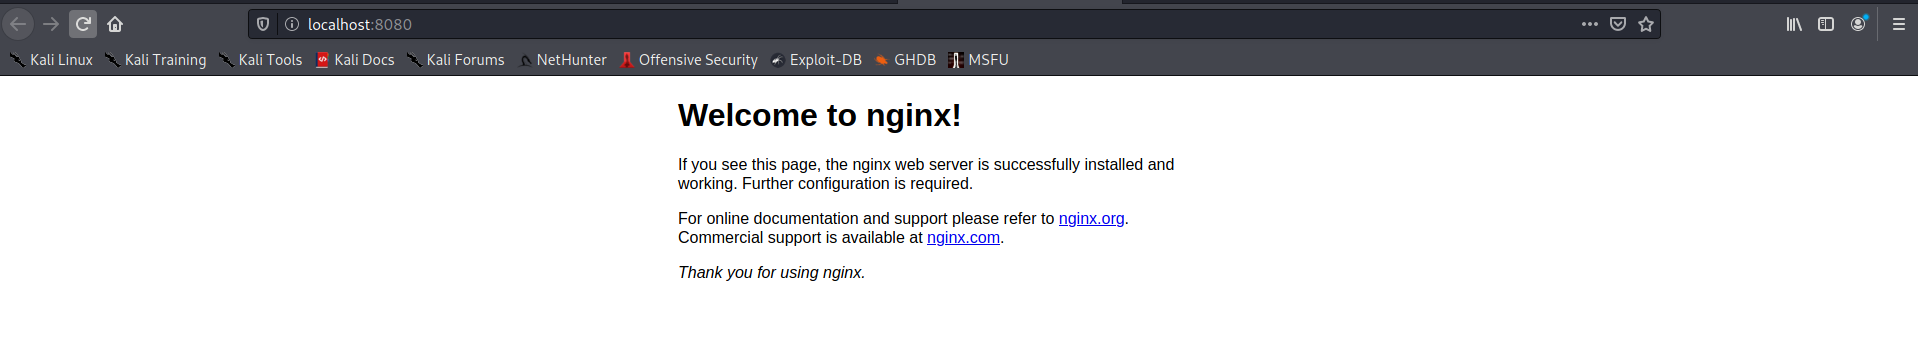 localhost:8080
Kali Linux Kali Training Kali Tools Kali Docs Kali Forums NetHunter Offensive Security Exploit-DB GHDB MSFU
Welcome to nginx!
If you see this page, the nginx web server is successfully installed and
working. Further configuration is required.
For online documentation and support please refer to nginx.org.
Commercial support is available at nginx.com.
Thank you for using nginx.